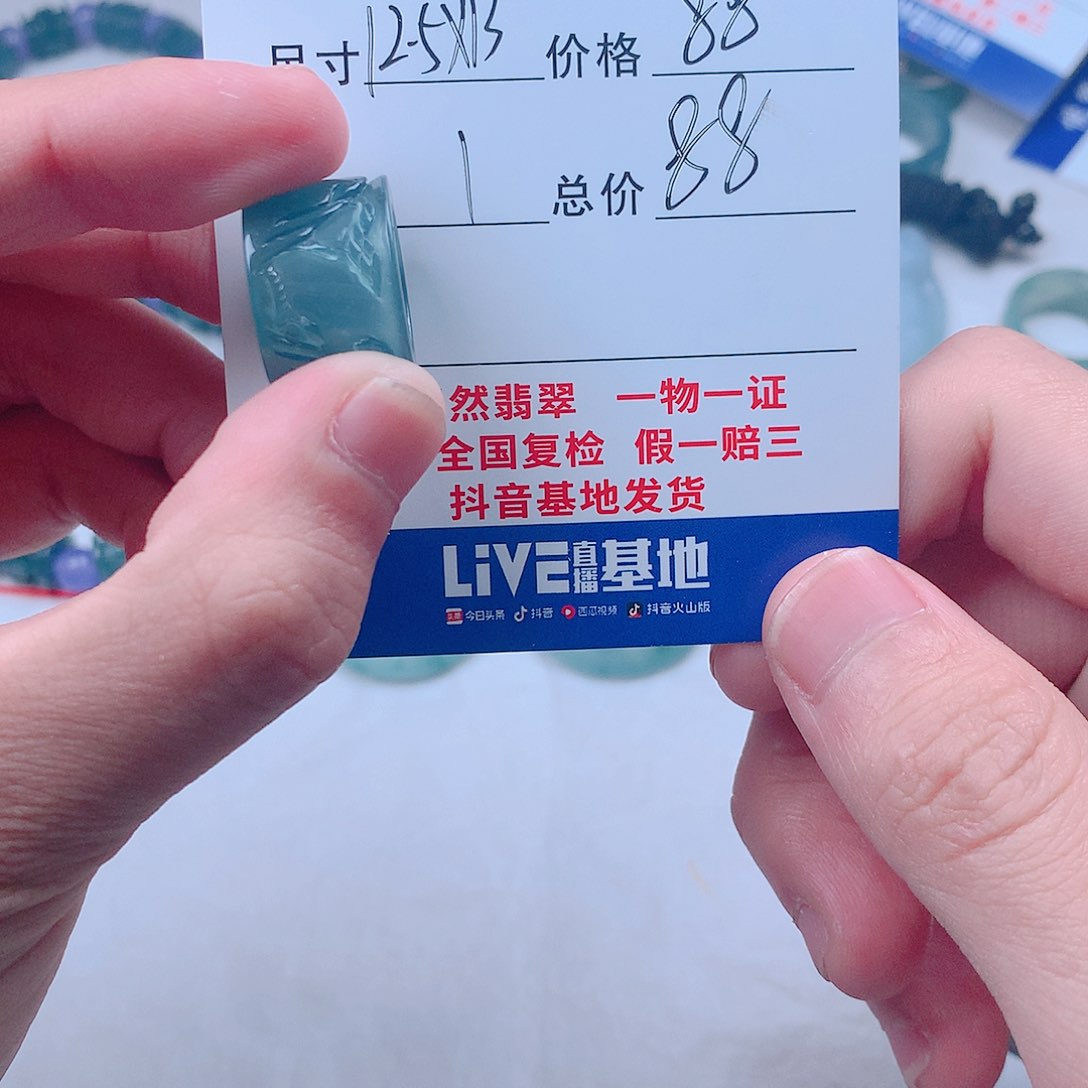 尺寸 12.5X13 价格 88
1 总价 88
然翡翠 一物一证
全国复检 假一赔三
抖音基地发货
LiVE直播基地
头条 今日头条 抖音 西瓜视频 抖音火山版